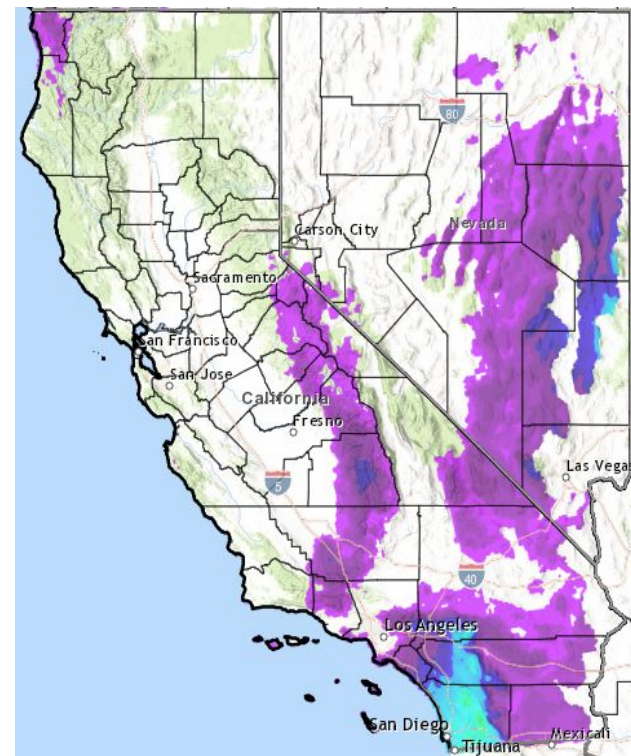 80
Nevada
Carson City
Sacramento
San Francisco
San Jose
California
Fresno
5
Las Vegas
40
Los Angeles
San Diego
Tijuana
Mexicali